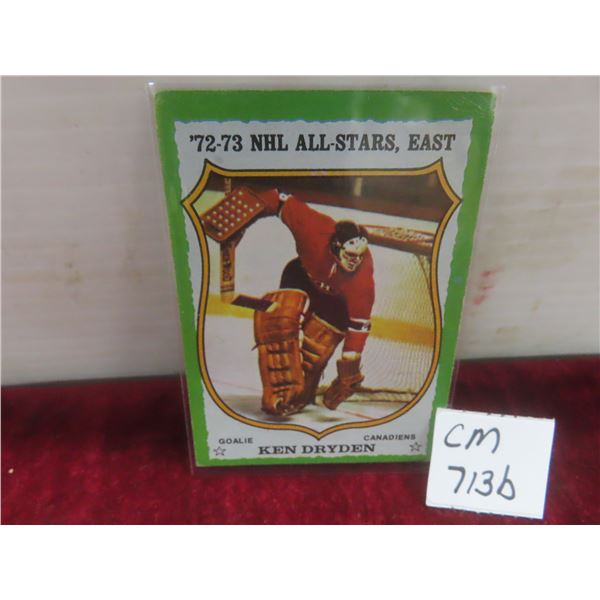 '72-73 NHL ALL-STARS, EAST
GOALIE CANADIENS
KEN DRYDEN
CM
713b